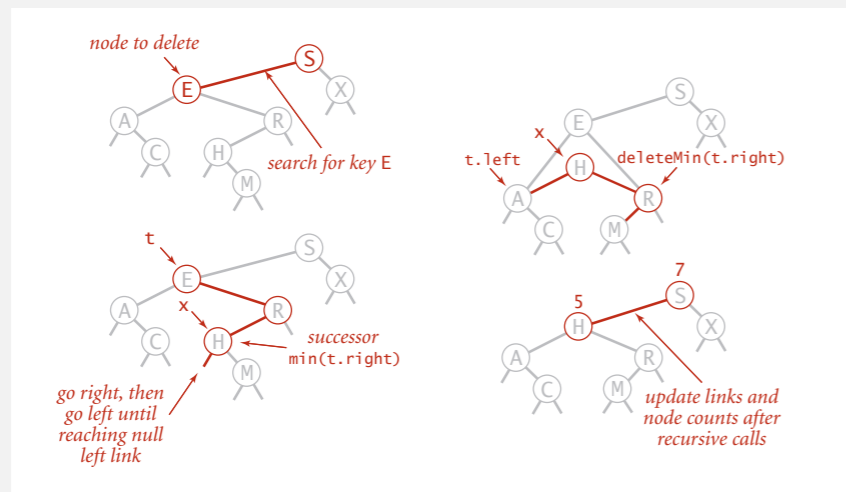 node to delete
S
E
X
A
R
C
H
M
search for key E
t
S
E
X
x
A
R
C
H
M
successor
min(t.right)
go right, then
go left until
reaching null
left link
S
E
X
x
t.left
H
deleteMin(t.right)
A
R
C
M
7
5
S
H
X
A
R
C
M
update links and
node counts after
recursive calls